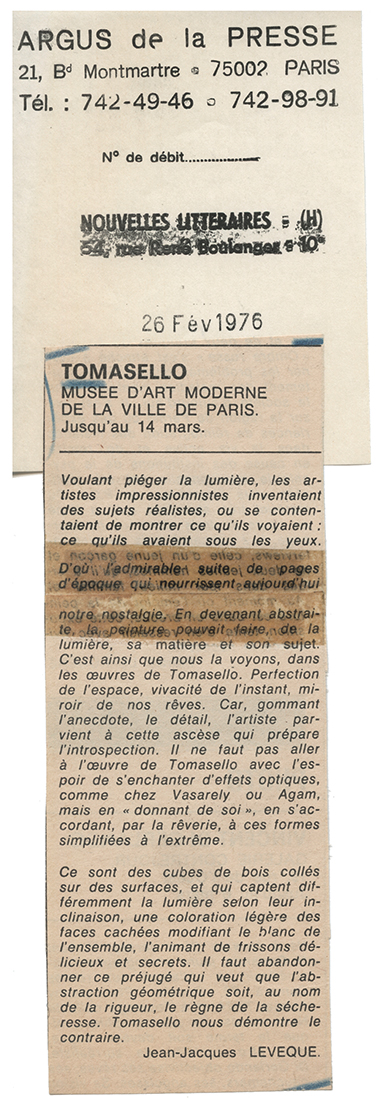 ARGUS de la PRESSE
21, Bd Montmartre 75002 PARIS
Tél. : 742-49-46 o 742-98-91
N° de débit..................
NOUVELLES LITTERAIRES - (H)
54, rue René Boulanger - 10e
26 Fév 1976
TOMASELLO
MUSEE D'ART MODERNE
DE LA VILLE DE PARIS.
Jusqu'au 14 mars.
Voulant piéger la lumière, les ar-
tistes impressionnistes inventaient
des sujets réalistes, ou se conten-
taient de montrer ce qu'ils voyaient :
ce qu'ils avaient sous les yeux.
D'où l'admirable suite de pages
d'époque qui nourrissent aujourd'hui
notre nostalgie. En devenant abstrai-
te, la peinture pouvait faire, de la
lumière, sa matière et son sujet.
C'est ainsi que nous la voyons, dans
les œuvres de Tomasello. Perfection
de l'espace, vivacité de l'instant, mi-
roir de nos rêves. Car, gommant
l'anecdote, le détail, l'artiste par-
vient à cette ascèse qui prépare
l'introspection. Il ne faut pas aller
à l'œuvre de Tomasello avec l'es-
poir de s'enchanter d'effets optiques,
comme chez Vasarely ou Agam,
mais en « donnant de soi », en s'ac-
cordant, par la rêverie, à ces formes
simplifiées à l'extrême.
Ce sont des cubes de bois collés
sur des surfaces, et qui captent dif-
féremment la lumière selon leur in-
clinaison, une coloration légère des
faces cachées modifiant le blanc de
l'ensemble, l'animant de frissons dé-
licieux et secrets. Il faut abandon-
ner ce préjugé qui veut que l'ab-
straction géométrique soit, au nom
de la rigueur, le règne de la séche-
resse. Tomasello nous démontre le
contraire.
Jean-Jacques LEVEQUE.